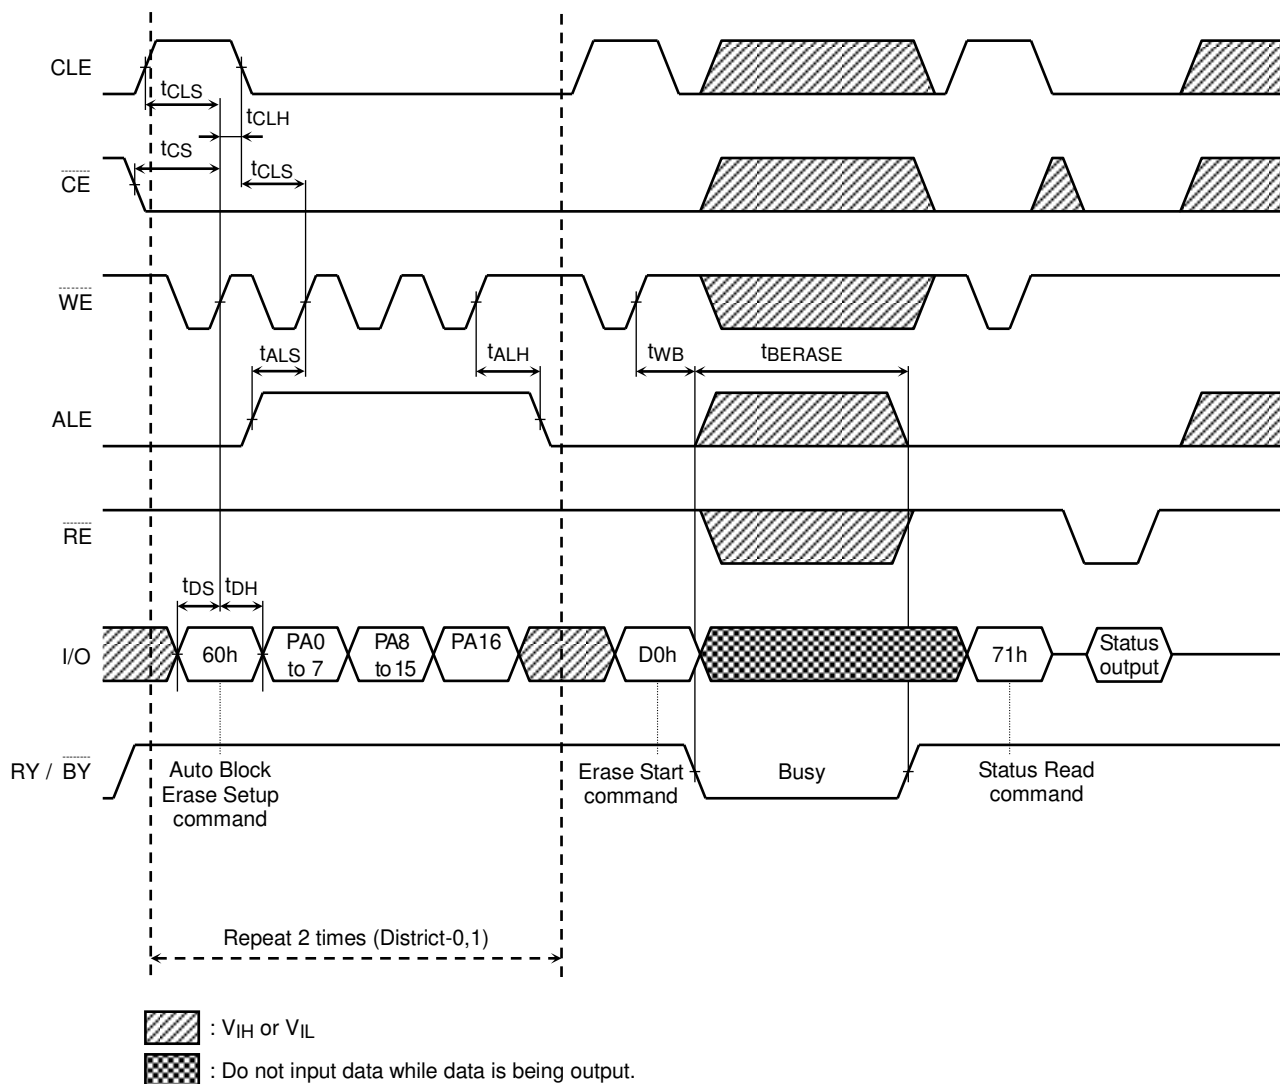 CLE
tCLS
tCLH
tCS
tCLS
CE
WE
tALS
tALH
tWB
tBERASE
ALE
RE
tDS
tDH
I/O
60h
PA0
to 7
PA8
to 15
PA16
D0h
71h
Status
output
RY / BY
Auto Block
Erase Setup
command
Erase Start
command
Busy
Status Read
command
Repeat 2 times (District-0,1)
: VIH or VIL
: Do not input data while data is being output.